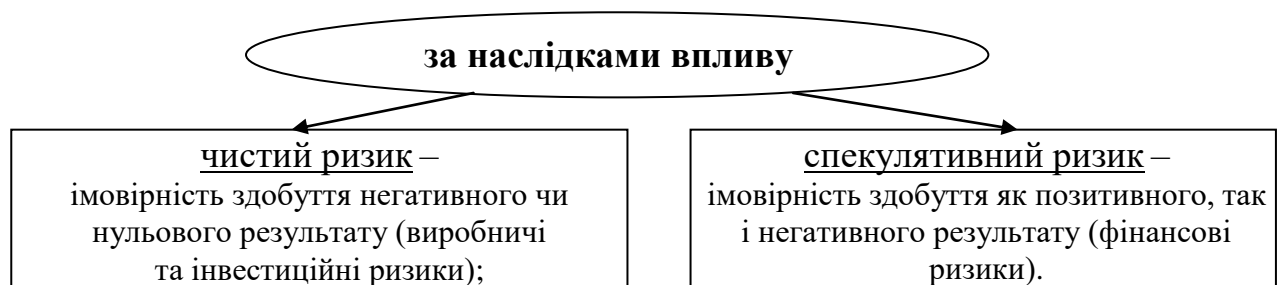 за наслідками впливу
чистий ризик –
імовірність здобуття негативного чи
нульового результату (виробничі
та інвестиційні ризики);
спекулятивний ризик –
імовірність здобуття як позитивного, так
і негативного результату (фінансові
ризики).